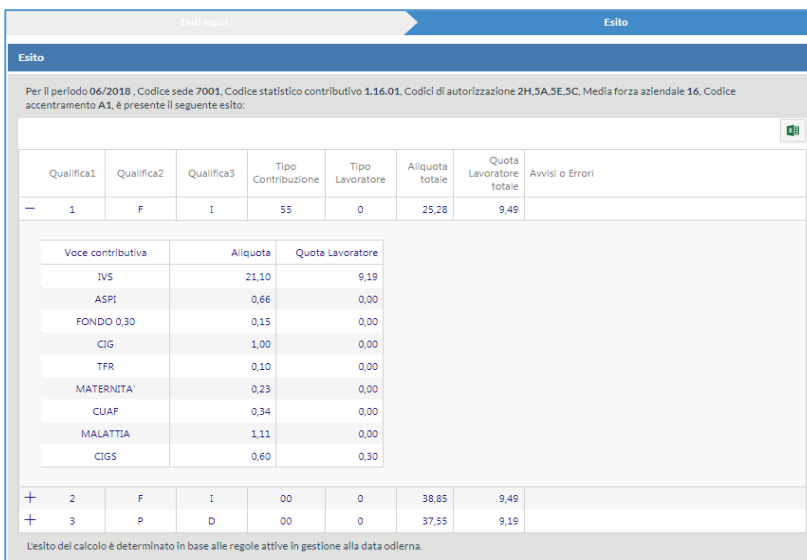 Dati input
Esito
Esito
Per il periodo 06/2018 , Codice sede 7001, Codice statistico contributivo 1.16.01, Codici di autorizzazione 2H,5A,5E,5C, Media forza aziendale 16, Codice
accentramento A1, è presente il seguente esito:
Qualifica1 Qualifica2 Qualifica3 Tipo Contribuzione Tipo Lavoratore Aliquota totale Quota Lavoratore totale Avvisi o Errori
− 1 F I 55 0 25,28 9,49
Voce contributiva Aliquota Quota Lavoratore
IVS 21,10 9,19
ASPI 0,66 0,00
FONDO 0,30 0,15 0,00
CIG 1,00 0,00
TFR 0,10 0,00
MATERNITA' 0,23 0,00
CUAF 0,34 0,00
MALATTIA 1,11 0,00
CIGS 0,60 0,30
+ 2 F I 00 0 38,85 9,49
+ 3 P D 00 0 37,55 9,19
L'esito del calcolo è determinato in base alle regole attive in gestione alla data odierna.